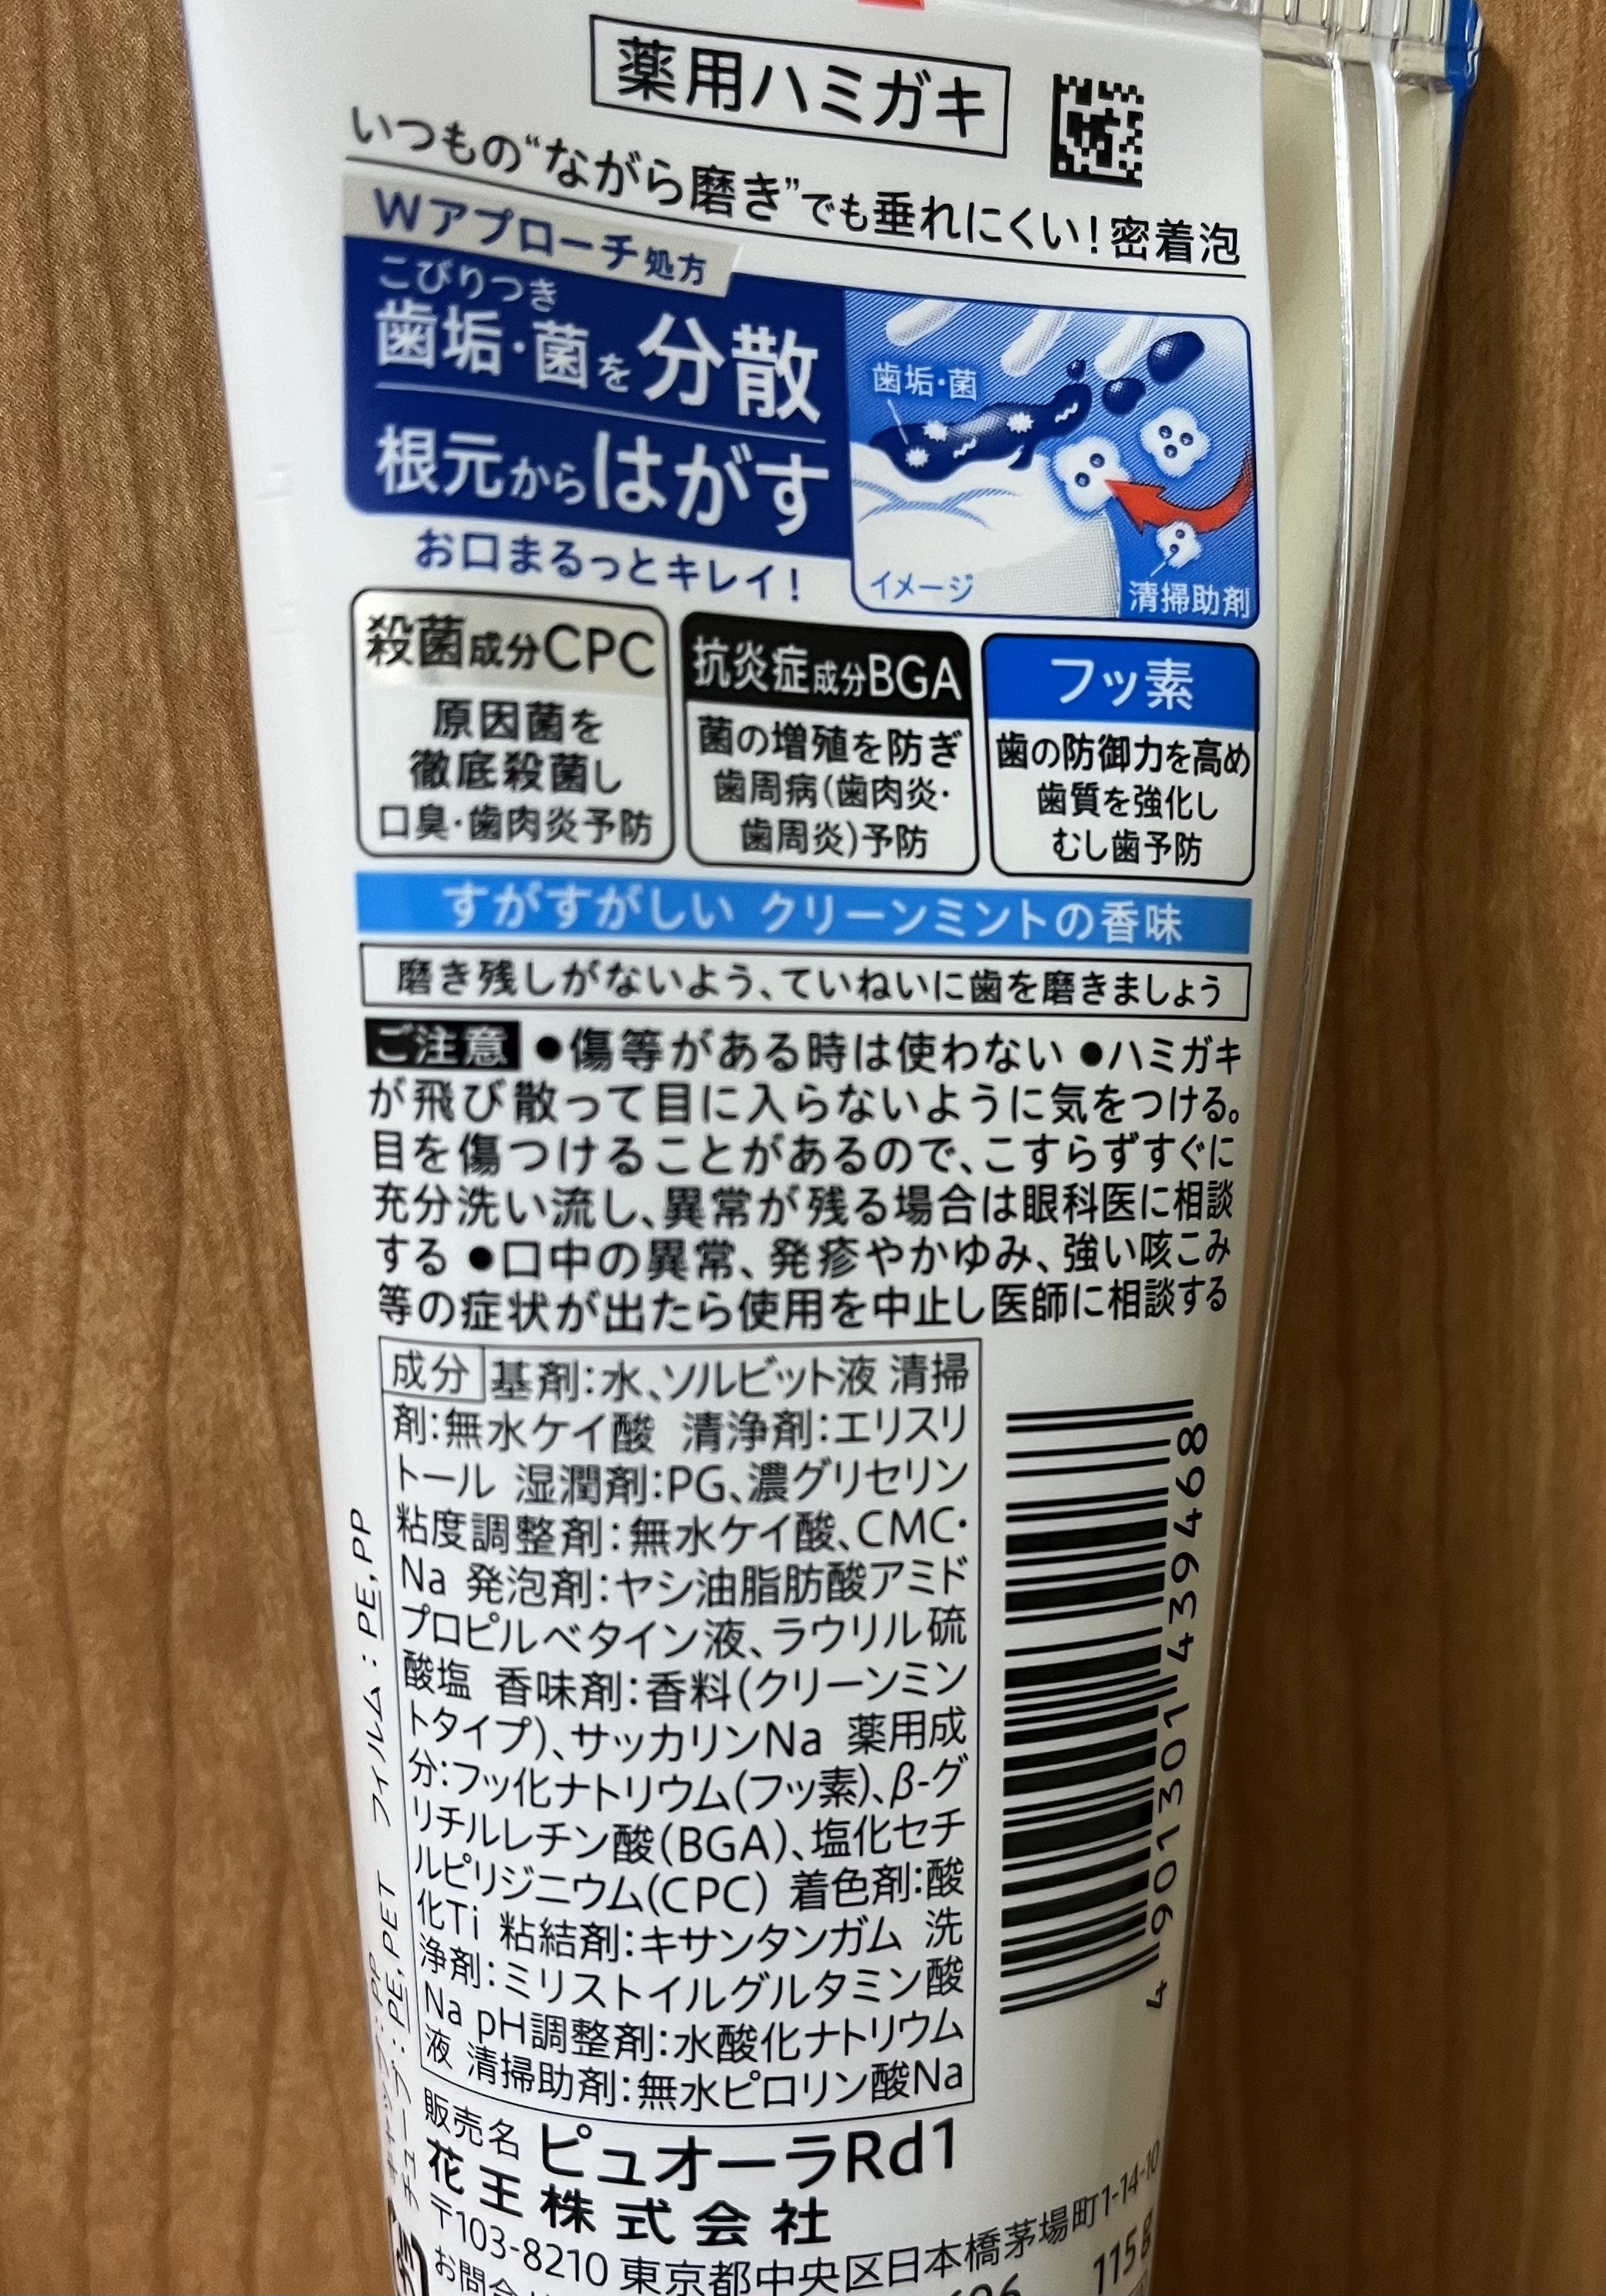 薬用ハミガキ
いつもの“ながら磨き”でも垂れにくい！密着泡
Wアプローチ処方
こびりつき
歯垢・菌を分散
根元からはがす
歯垢・菌
イメージ
清掃助剤
お口まるっとキレイ！
殺菌成分CPC
原因菌を
徹底殺菌し
口臭・歯肉炎予防
抗炎症成分BGA
菌の増殖を防ぎ
歯周病(歯肉炎・
歯周炎)予防
フッ素
歯の防御力を高め
歯質を強化し
むし歯予防
すがすがしい クリーンミントの香味
磨き残しがないよう、ていねいに歯を磨きましょう
ご注意 ●傷等がある時は使わない ●ハミガキ
が飛び散って目に入らないように気をつける。
目を傷つけることがあるので、こすらずすぐに
充分洗い流し、異常が残る場合は眼科医に相談
する ●口中の異常、発疹やかゆみ、強い咳こみ
等の症状が出たら使用を中止し医師に相談する
成分 基剤：水、ソルビット液 清掃
剤：無水ケイ酸 清浄剤：エリスリ
トール 湿潤剤：PG、濃グリセリン
粘度調整剤：無水ケイ酸、CMC・
Na 発泡剤：ヤシ油脂肪酸アミド
プロピルベタイン液、ラウリル硫
酸塩 香味剤：香料(クリーンミン
トタイプ)、サッカリンNa 薬用成
分：フッ化ナトリウム(フッ素)、β-グ
リチルレチン酸(BGA)、塩化セチ
ルピリジニウム(CPC) 着色剤：酸
化Ti 粘結剤：キサンタンガム 洗
浄剤：ミリストイルグルタミン酸
Na pH調整剤：水酸化ナトリウム
液 清掃助剤：無水ピロリン酸Na
4 901301 439468
フィルム：PE,PP
キャップ：PP
チューブ：PE,PET
販売名 ピュオーラRd1
花王株式会社
〒103-8210 東京都中央区日本橋茅場町1-14-10
115g